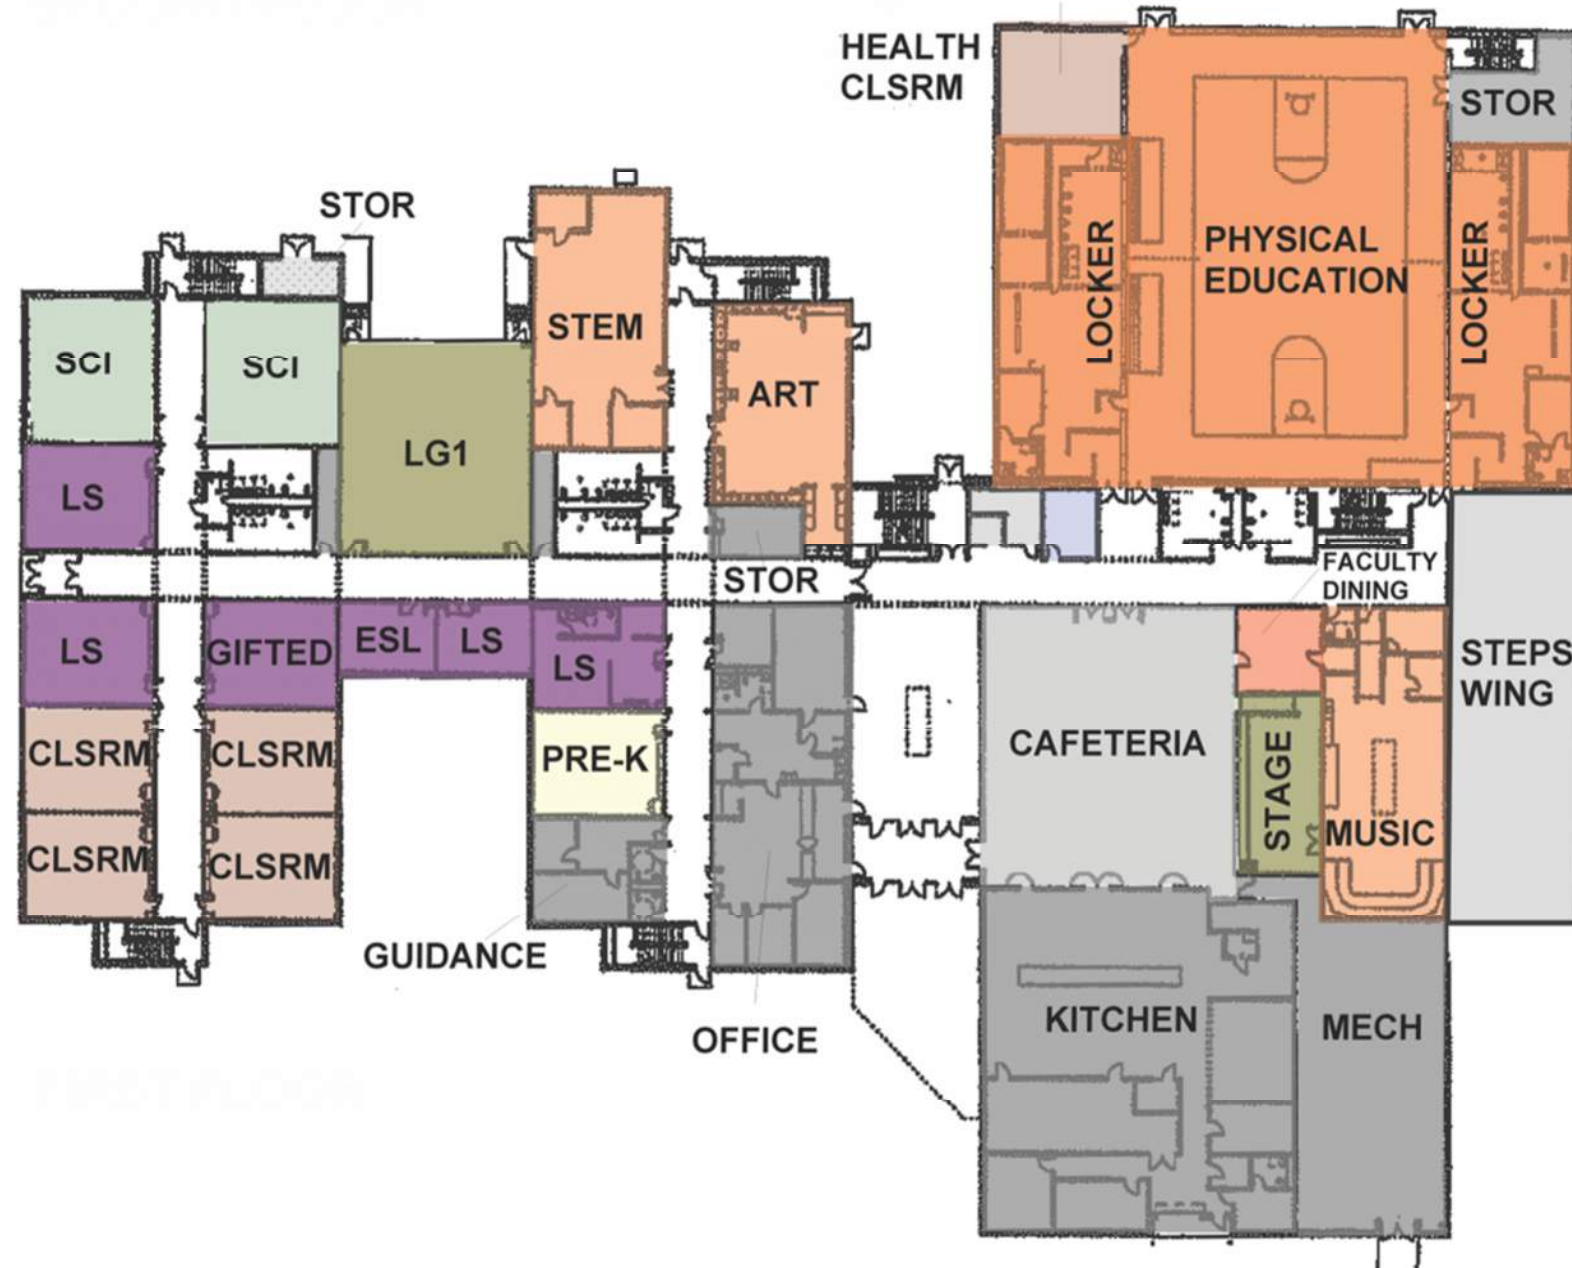 HEALTH
CLSRM
STOR
STOR
LOCKER
PHYSICAL
EDUCATION
LOCKER
STEM
SCI
SCI
ART
LG1
LS
STOR
FACULTY
DINING
LS
GIFTED
ESL
LS
LS
STEPS
WING
CAFETERIA
STAGE
CLSRM
CLSRM
PRE-K
MUSIC
CLSRM
CLSRM
GUIDANCE
OFFICE
KITCHEN
MECH